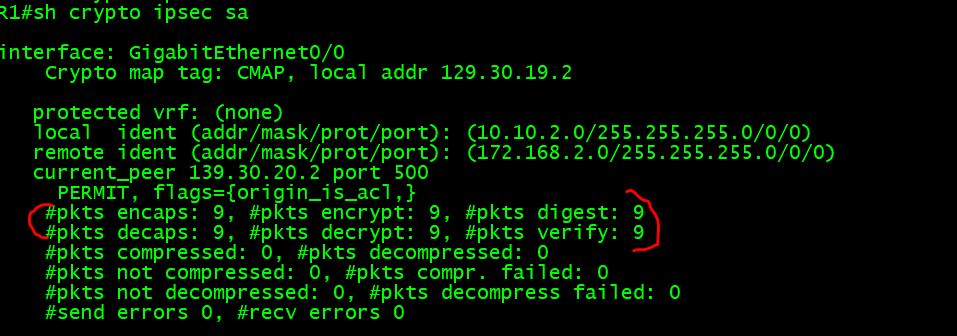 R1#sh crypto ipsec sa
interface: GigabitEthernet0/0
Crypto map tag: CMAP, local addr 129.30.19.2
protected vrf: (none)
local ident (addr/mask/prot/port): (10.10.2.0/255.255.255.0/0/0)
remote ident (addr/mask/prot/port): (172.168.2.0/255.255.255.0/0/0)
current_peer 139.30.20.2 port 500
PERMIT, flags={origin_is_acl,}
#pkts encaps: 9, #pkts encrypt: 9, #pkts digest: 9
#pkts decaps: 9, #pkts decrypt: 9, #pkts verify: 9
#pkts compressed: 0, #pkts decompressed: 0
#pkts not compressed: 0, #pkts compr. failed: 0
#pkts not decompressed: 0, #pkts decompress failed: 0
#send errors 0, #recv errors 0